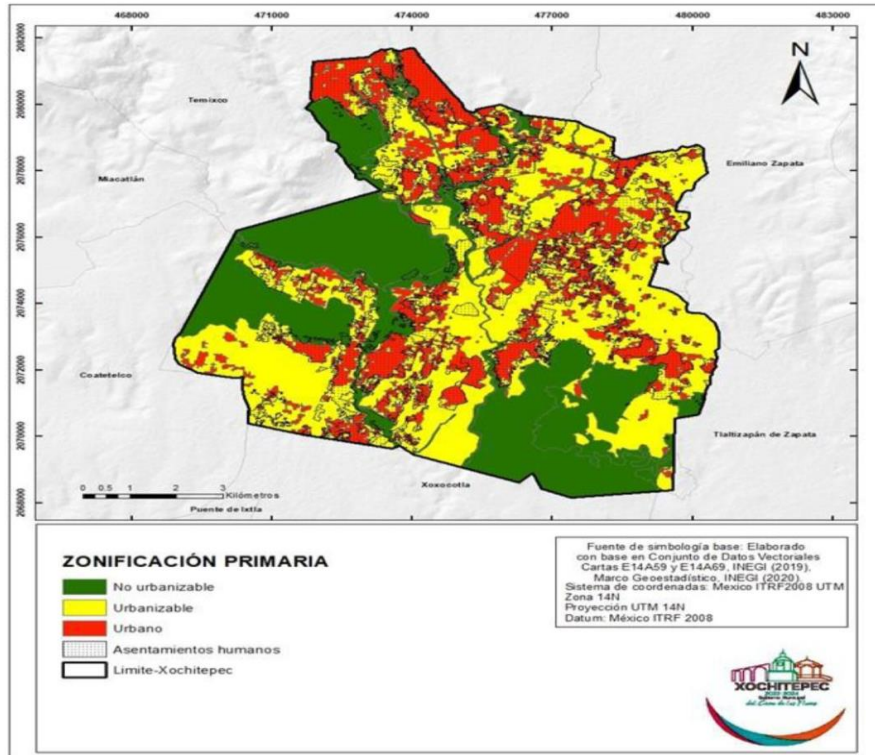 468000 471000 474000 477000 480000 483000
2082000
2080000
2078000
2076000
2074000
2072000
2070000
2068000
N
Temixco
Emiliano Zapata
Miacatlán
Coatetelco
Tlaltizapán de Zapata
Xoxocotla
0 0.5 1 2 3
Kilómetros
Puente de Ixtla
ZONIFICACIÓN PRIMARIA
No urbanizable
Urbanizable
Urbano
Asentamientos humanos
Limite-Xochitepec
Fuente de simbología base: Elaborado
con base en Conjunto de Datos Vectoriales
Cartas E14A59 y E14A69, INEGI (2019).
Marco Geoestadístico, INEGI (2020).
Sistema de coordenadas: Mexico ITRF2008 UTM
Zona 14N
Proyección UTM 14N
Datum: México ITRF 2008
XOCHITEPEC